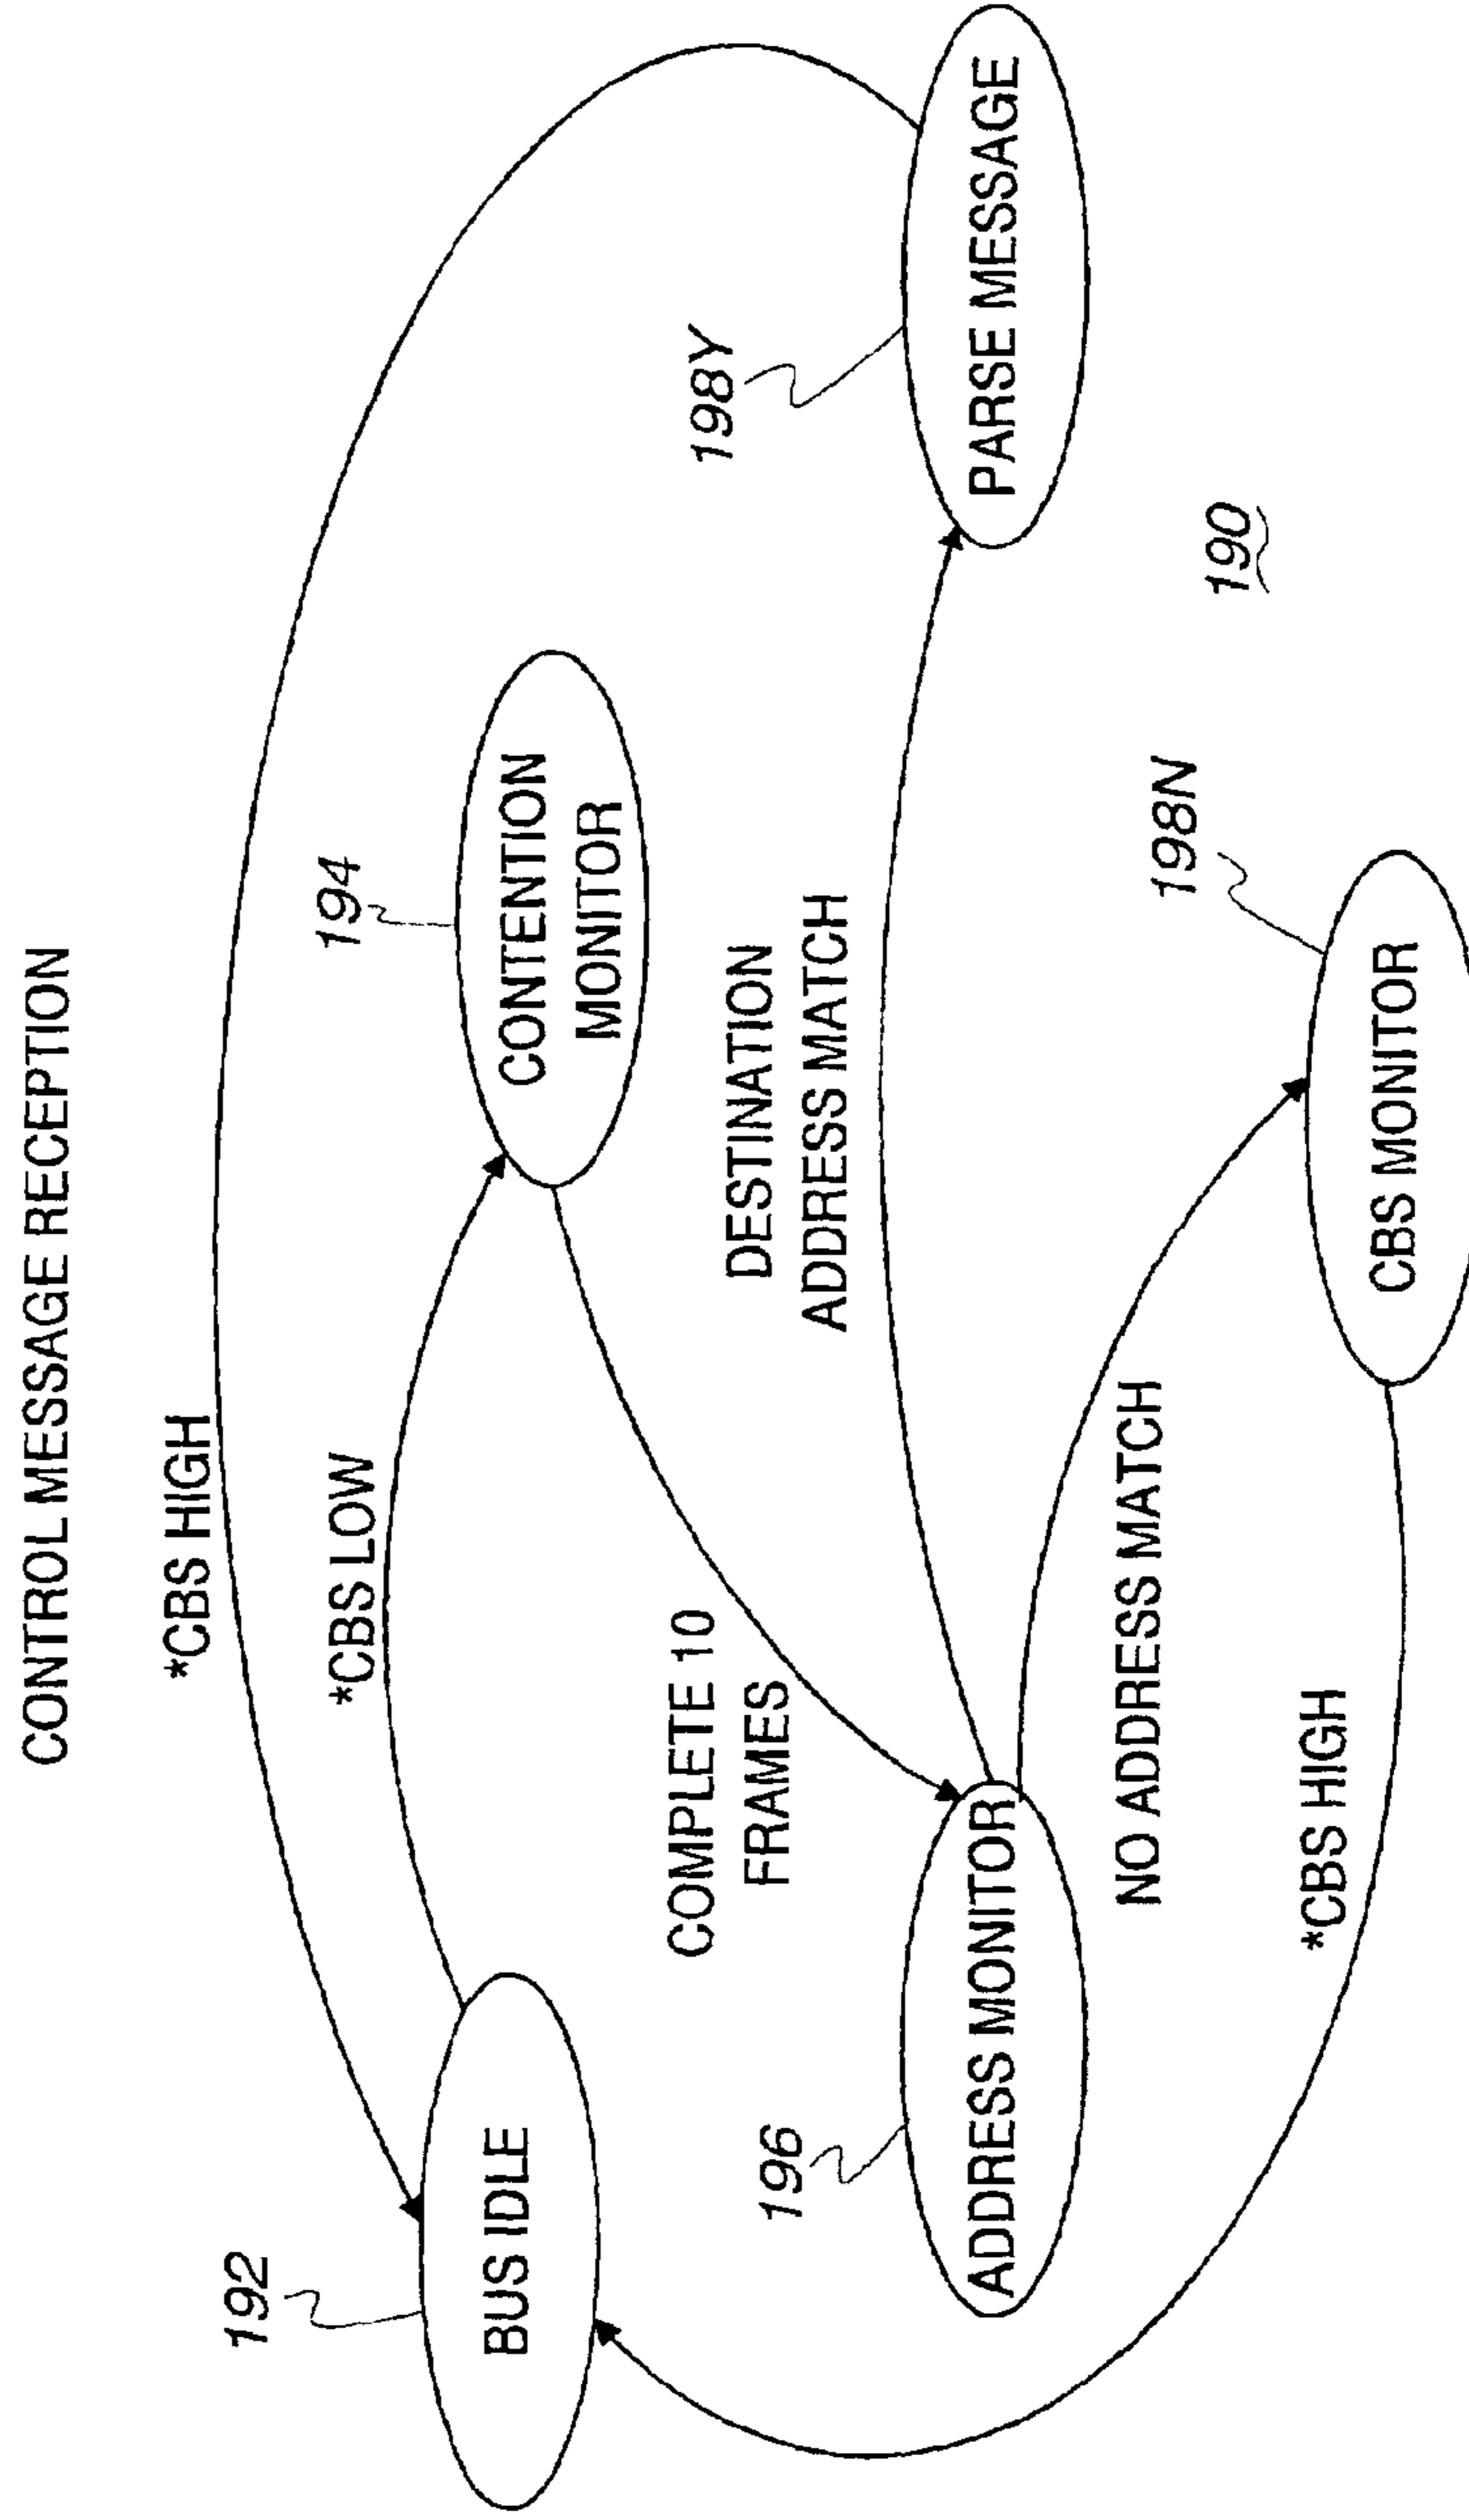 CONTROL MESSAGE RECEPTION
*CBS HIGH
192
*CBS LOW
194
BUS IDLE
CONTENTION
MONITOR
COMPLETE 10
FRAMES
198Y
DESTINATION
ADDRESS MATCH
196
ADDRESS MONITOR
PARSE MESSAGE
NO ADDRESS MATCH
198N
190
*CBS HIGH
CBS MONITOR